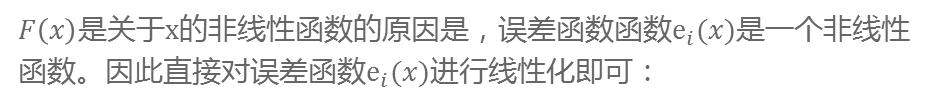 F(x)是关于x的非线性函数的原因是，误差函数函数eᵢ(x)是一个非线性
函数。因此直接对误差函数eᵢ(x)进行线性化即可：